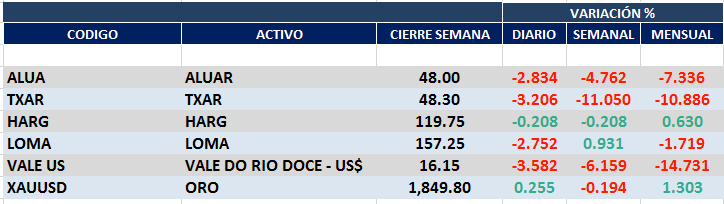 VARIACIÓN %
CODIGO ACTIVO CIERRE SEMANA DIARIO SEMANAL MENSUAL
ALUA ALUAR 48.00 -2.834 -4.762 -7.336
TXAR TXAR 48.30 -3.206 -11.050 -10.886
HARG HARG 119.75 -0.208 -0.208 0.630
LOMA LOMA 157.25 -2.752 0.931 -1.719
VALE US VALE DO RIO DOCE - US$ 16.15 -3.582 -6.159 -14.731
XAUUSD ORO 1,849.80 0.255 -0.194 1.303